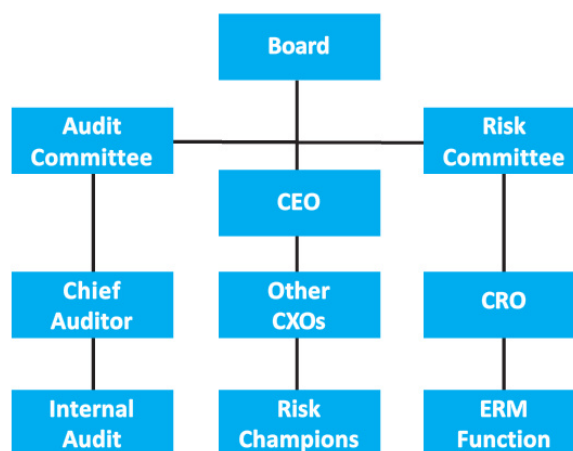 Board
Audit
Committee
Risk
Committee
CEO
Chief
Auditor
Other
CXOs
CRO
Internal
Audit
Risk
Champions
ERM
Function